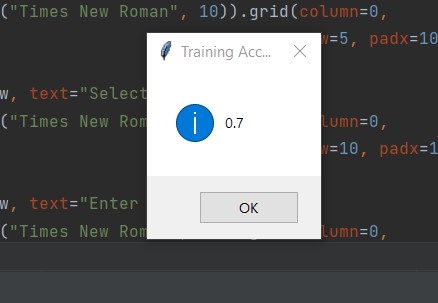 ("Times New Roman", 10)).grid(column=0,
Training Acc...
w=5, padx=10
0.7
w, text="Select
("Times New Rom
lumn=0,
w=10, padx=1
OK
w, text="Enter
("Times New Rom
lumn=0,